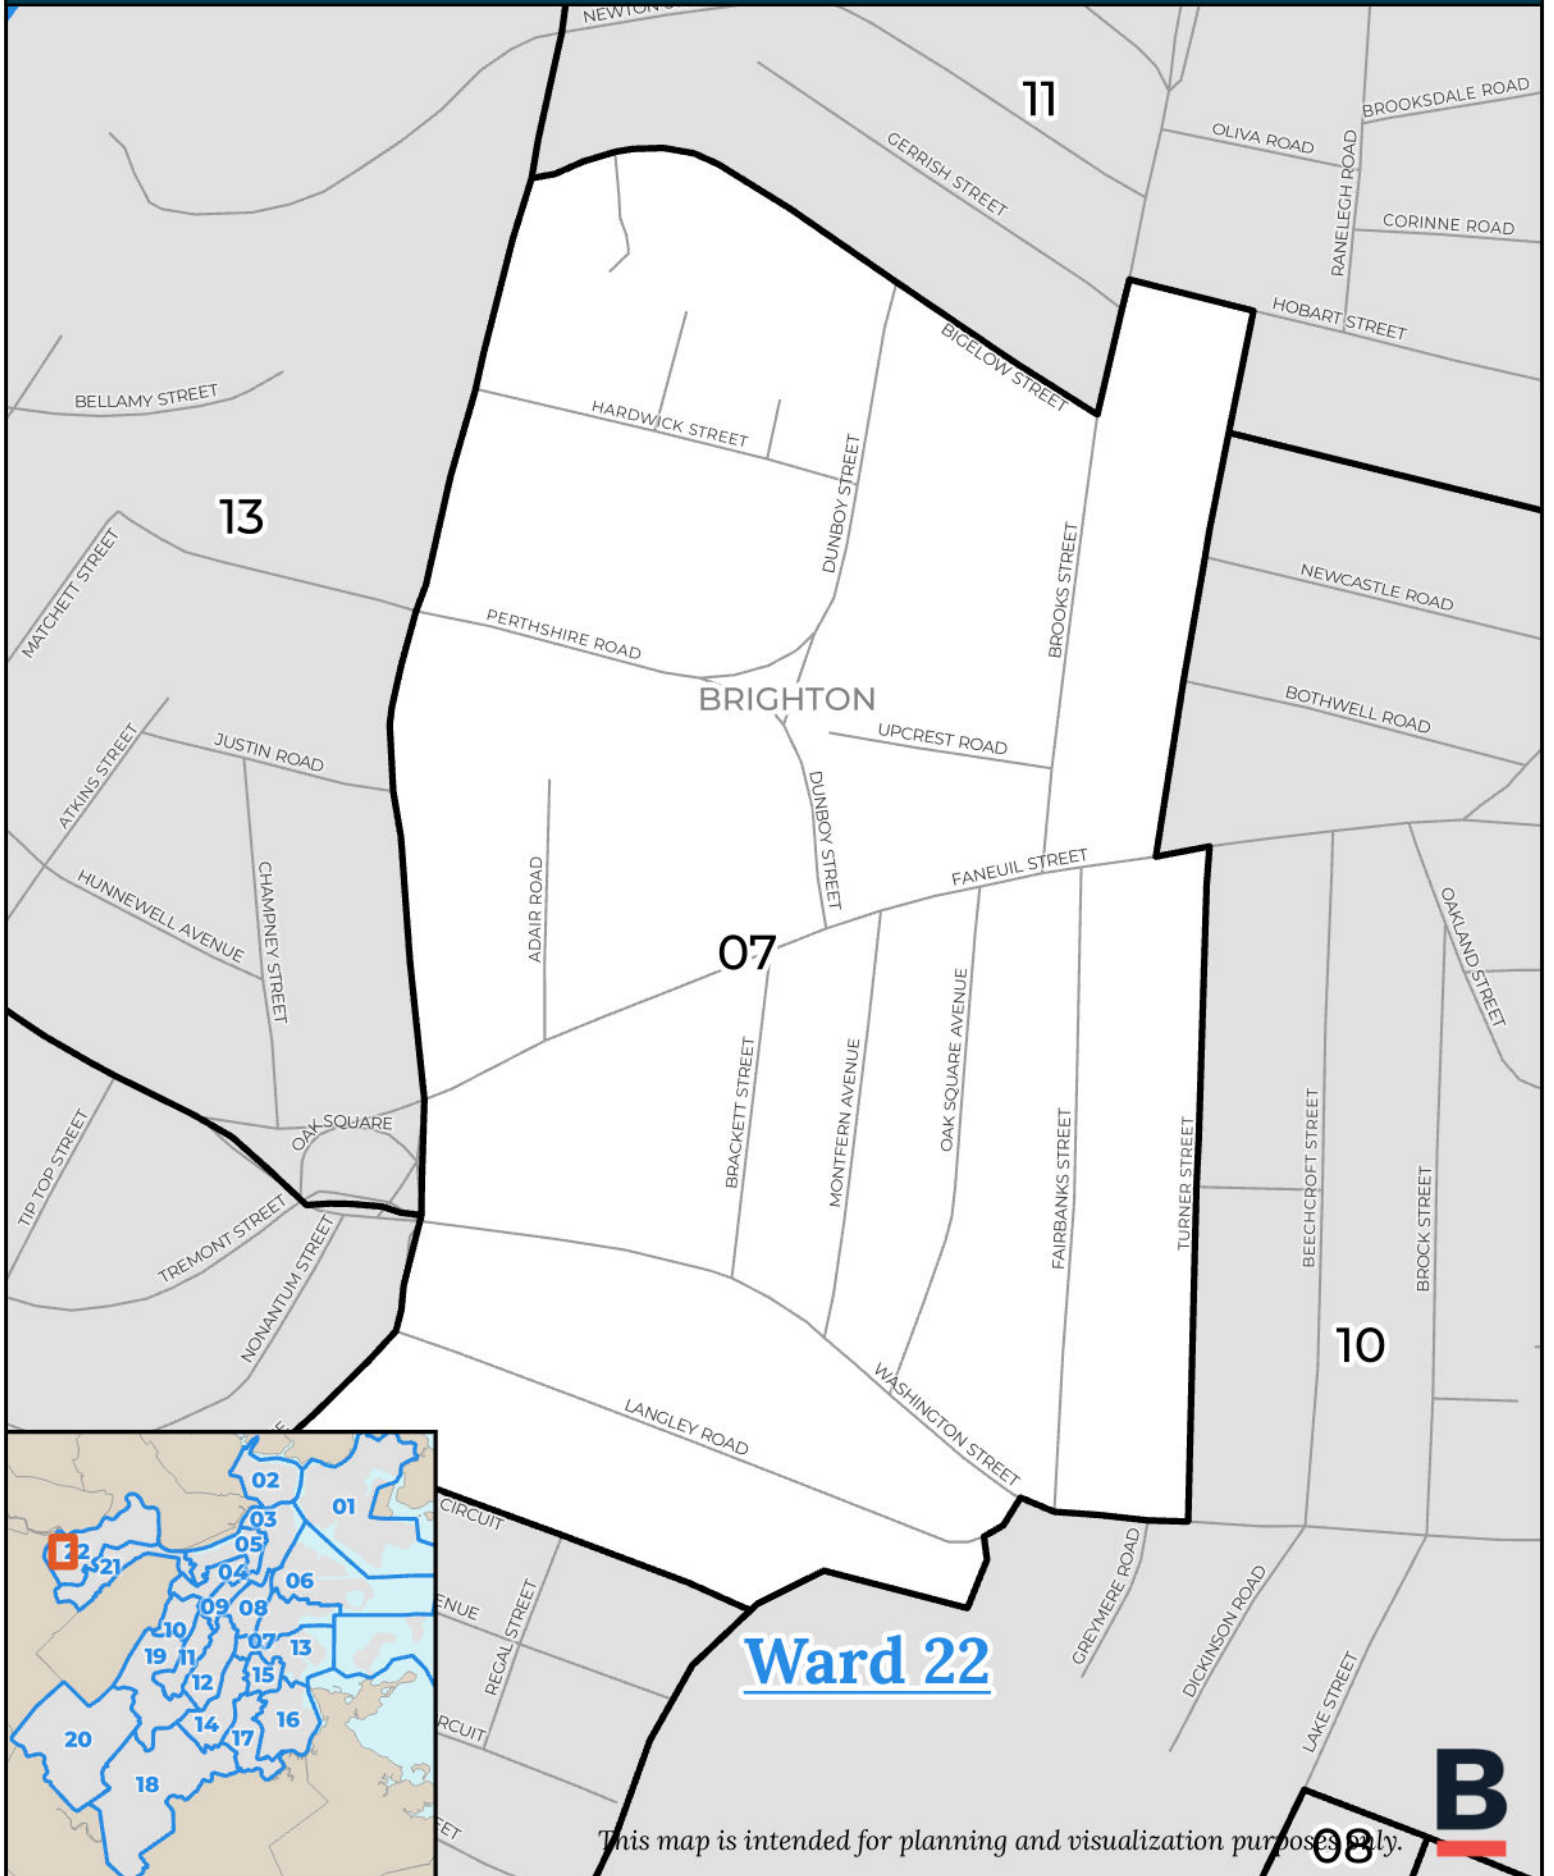 11
BROOKSDALE ROAD
OLIVA ROAD
GERRISH STREET
RANELEGH ROAD
CORINNE ROAD
HOBART STREET
BIGELOW STREET
BELLAMY STREET
HARDWICK STREET
DUNBOY STREET
13
MATCHETT STREET
BROOKS STREET
NEWCASTLE ROAD
PERTHSHIRE ROAD
BRIGHTON
BOTHWELL ROAD
UPCREST ROAD
JUSTIN ROAD
ATKINS STREET
DUNBOY STREET
FANEUIL STREET
ADAIR ROAD
HUNNEWELL AVENUE
CHAMPNEY STREET
OAKLAND STREET
07
BRACKETT STREET
MONTFERN AVENUE
OAK SQUARE AVENUE
FAIRBANKS STREET
TURNER STREET
BEECHCROFT STREET
BROCK STREET
OAK SQUARE
TIP TOP STREET
TREMONT STREET
NONANTUM STREET
10
WASHINGTON STREET
LANGLEY ROAD
CIRCUIT
ENUE
REGAL STREET
RCUIT
EET
GREYMERE ROAD
DICKINSON ROAD
LAKE STREET
Ward 22
02
01
03
05
22
21
04
06
09
08
10
07
13
19
11
12
15
14
16
17
20
18
B
This map is intended for planning and visualization purposes only.
08